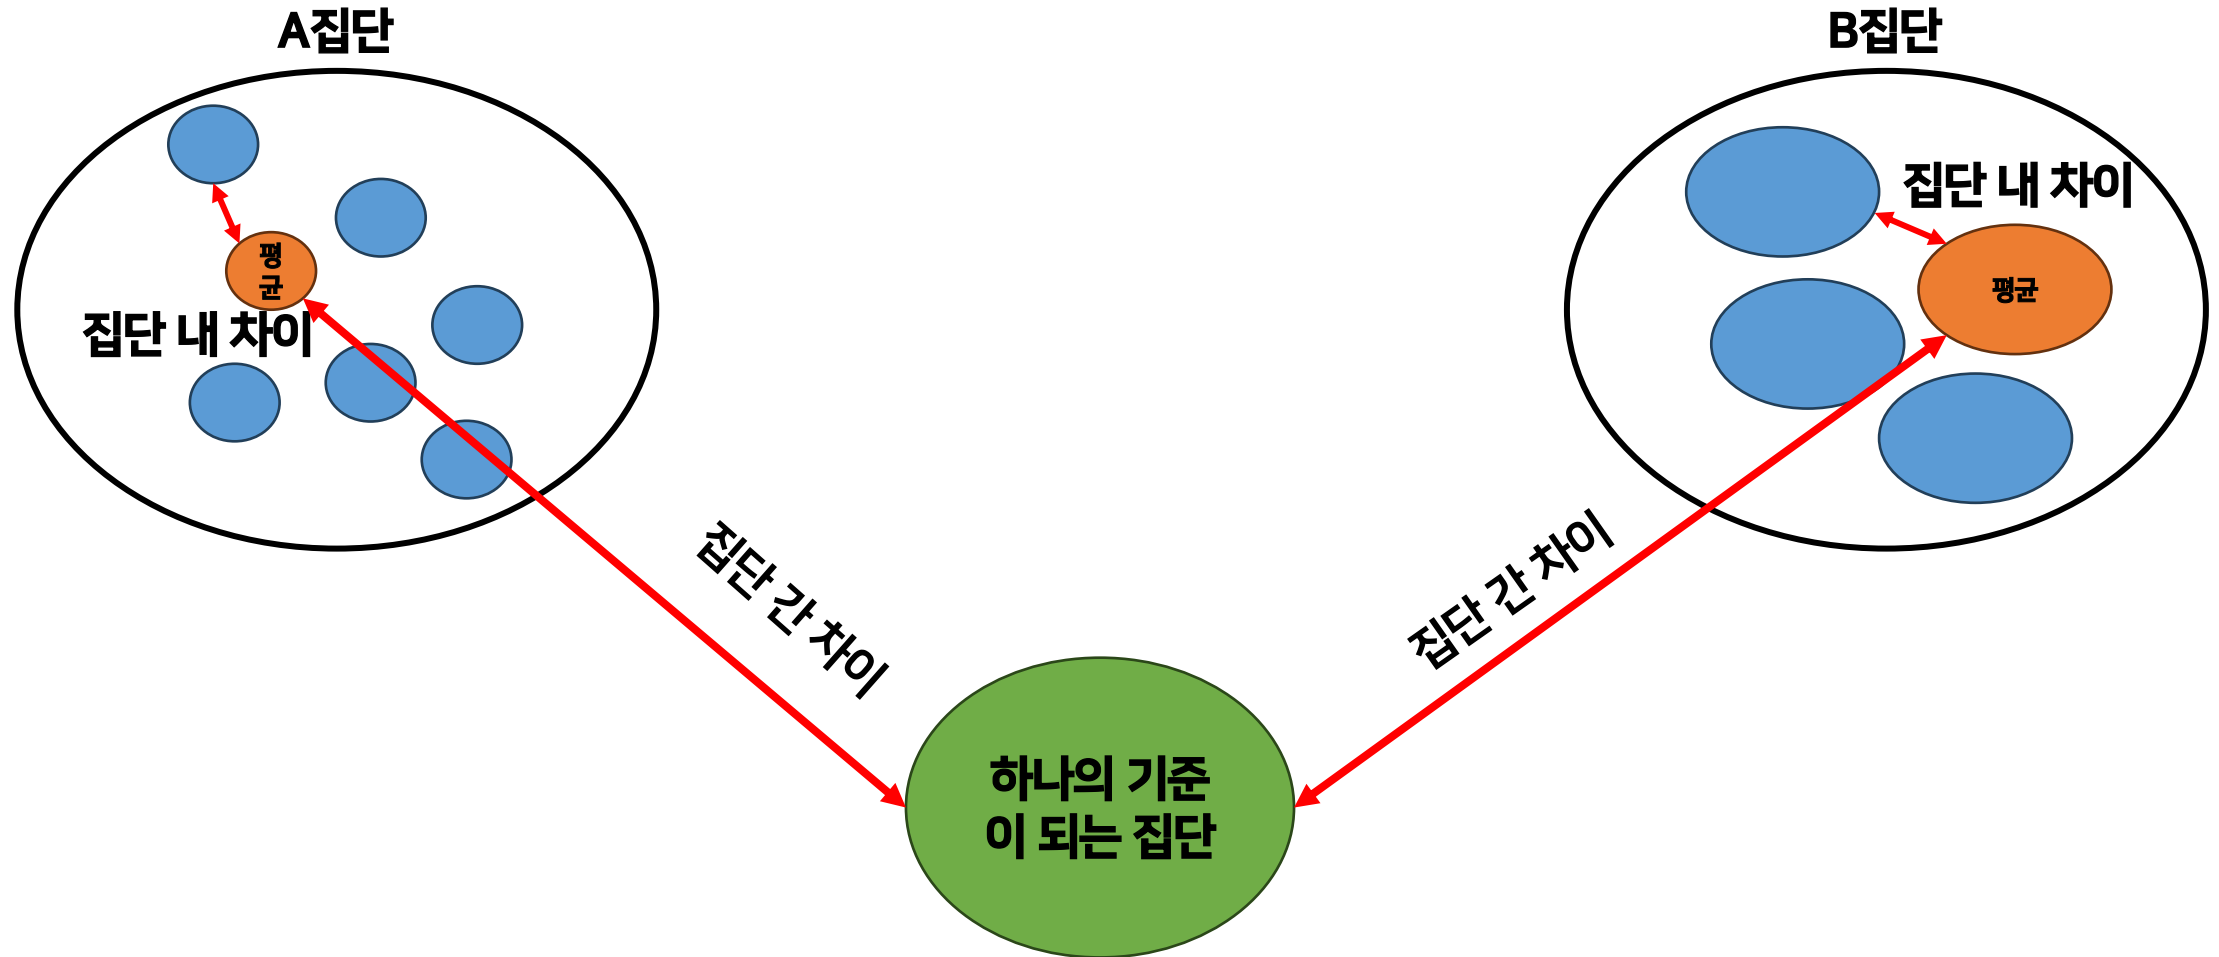 A집단
B집단
집단 내 차이
평
균
평균
집단 내 차이
집단 간 차이
집단 간 차이
하나의 기준
이 되는 집단